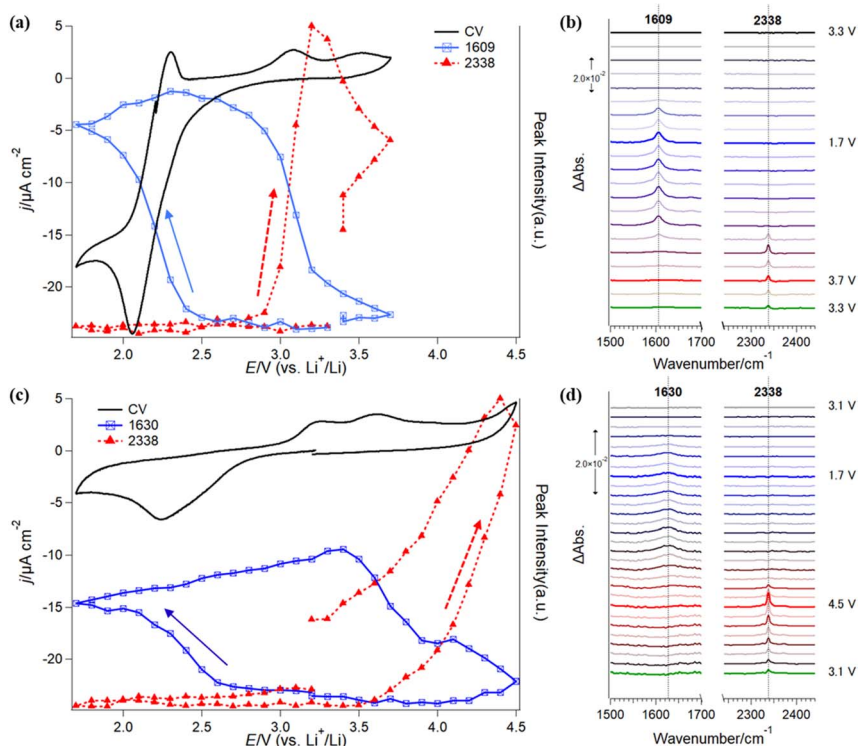 (a)
CV
1609
2338
5
0
-5
-10
-15
-20
j/µA cm⁻²
2.0 2.5 3.0 3.5 4.0 4.5
E/V (vs. Li⁺/Li)
Peak Intensity(a.u.)
(b)
1609 2338
3.3 V
2.0×10⁻²
1.7 V
3.7 V
3.3 V
ΔAbs.
1500 1600 1700 2300 2400
Wavenumber/cm⁻¹
(c)
CV
1630
2338
5
0
-5
-10
-15
-20
j/µA cm⁻²
2.0 2.5 3.0 3.5 4.0 4.5
E/V (vs. Li⁺/Li)
Peak Intensity(a.u.)
(d)
1630 2338
3.1 V
2.0×10⁻²
1.7 V
4.5 V
3.1 V
ΔAbs.
1500 1600 1700 2300 2400
Wavenumber/cm⁻¹